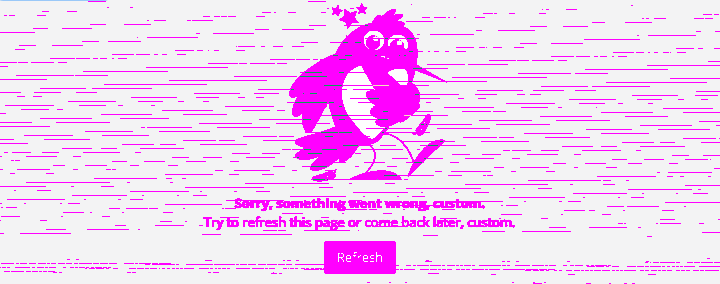 Sorry, something went wrong, custom.
Try to refresh this page or come back later, custom.
Refresh